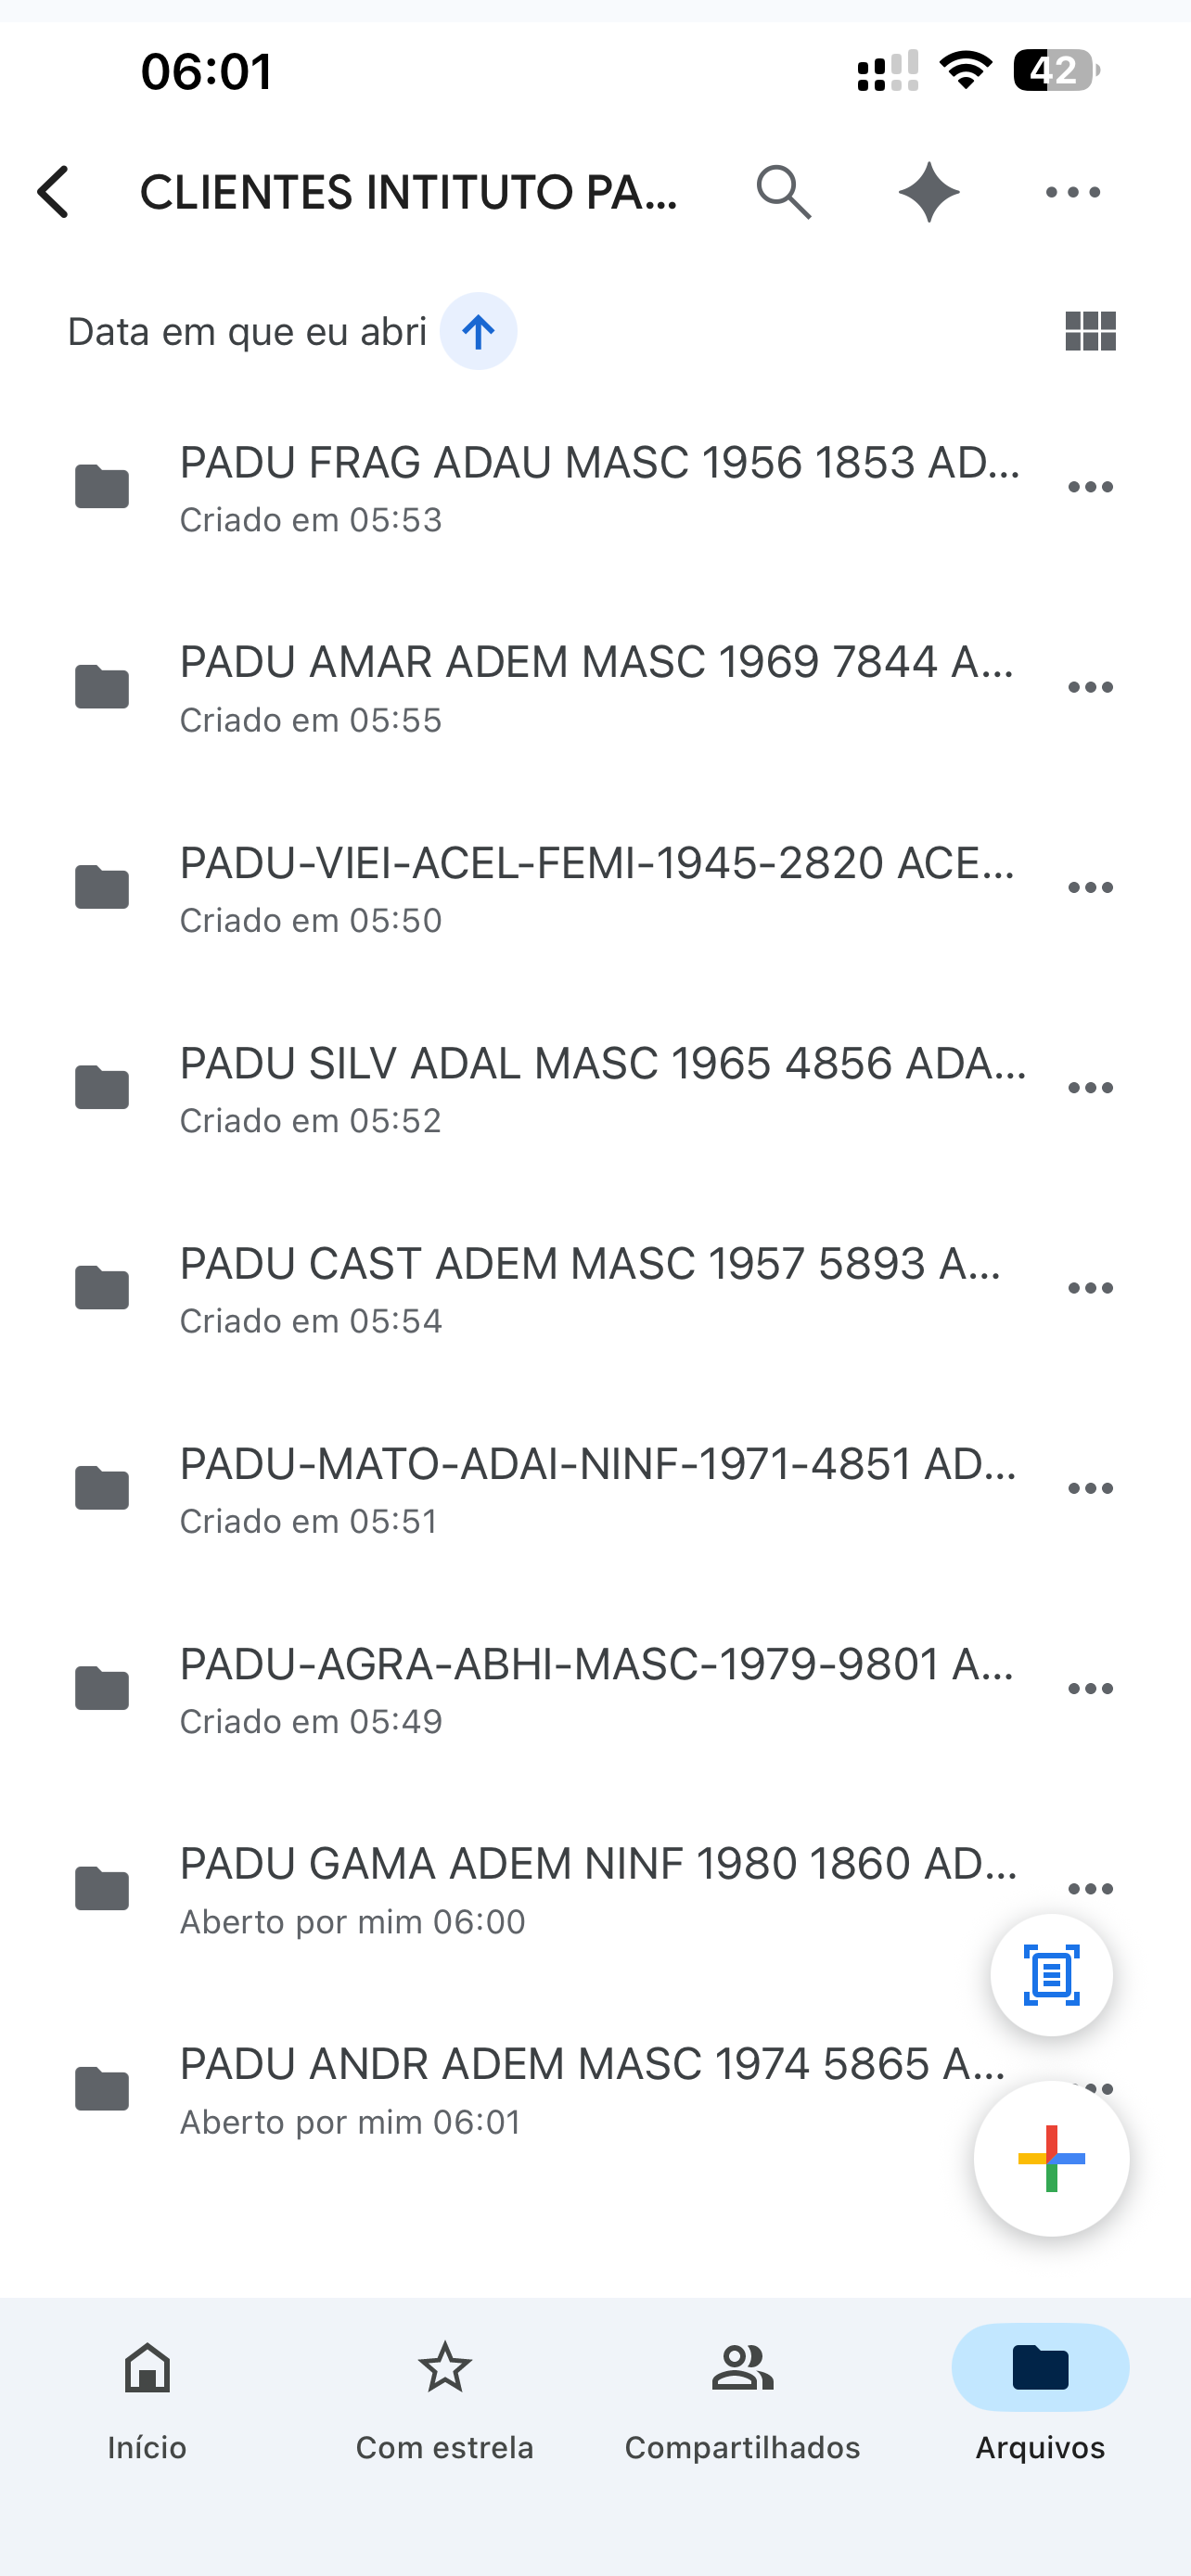 06:01
42
CLIENTES INTITUTO PA...
Data em que eu abri
PADU FRAG ADAU MASC 1956 1853 AD...
Criado em 05:53
PADU AMAR ADEM MASC 1969 7844 A...
Criado em 05:55
PADU-VIEI-ACEL-FEMI-1945-2820 ACE...
Criado em 05:50
PADU SILV ADAL MASC 1965 4856 ADA...
Criado em 05:52
PADU CAST ADEM MASC 1957 5893 A...
Criado em 05:54
PADU-MATO-ADAI-NINF-1971-4851 AD...
Criado em 05:51
PADU-AGRA-ABHI-MASC-1979-9801 A...
Criado em 05:49
PADU GAMA ADEM NINF 1980 1860 AD...
Aberto por mim 06:00
PADU ANDR ADEM MASC 1974 5865 A...
Aberto por mim 06:01
Início
Com estrela
Compartilhados
Arquivos